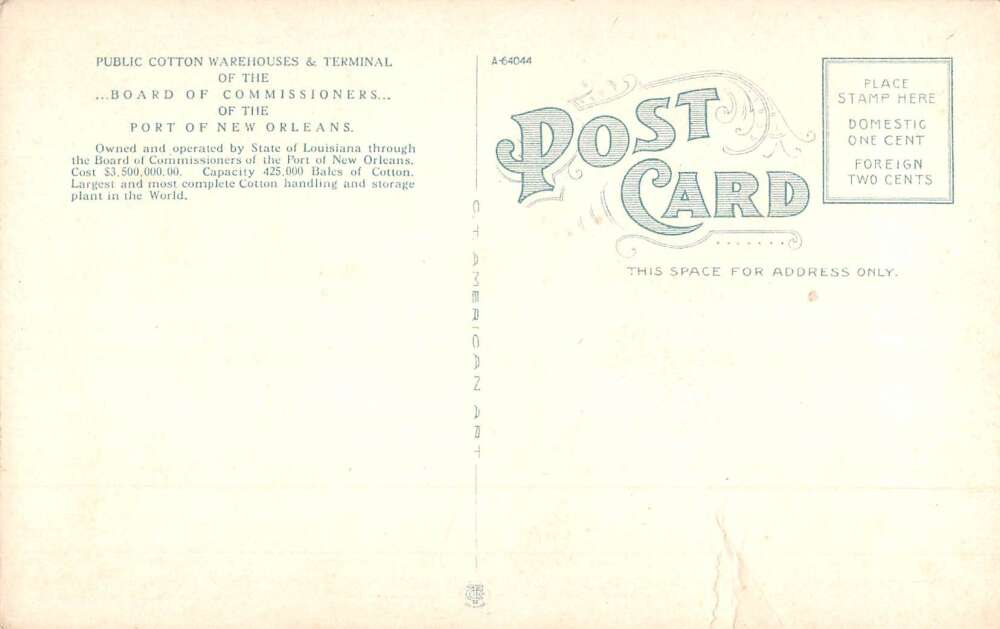 PUBLIC COTTON WAREHOUSES & TERMINAL
OF THE
...BOARD OF COMMISSIONERS...
OF THE
PORT OF NEW ORLEANS.
Owned and operated by State of Louisiana through
the Board of Commissioners of the Port of New Orleans.
Cost $3,500,000.00. Capacity 425,000 Bales of Cotton.
Largest and most complete Cotton handling and storage
plant in the World.
C.T. AMERICAN ART
A-64044
POST
CARD
THIS SPACE FOR ADDRESS ONLY.
PLACE
STAMP HERE
DOMESTIC
ONE CENT
FOREIGN
TWO CENTS